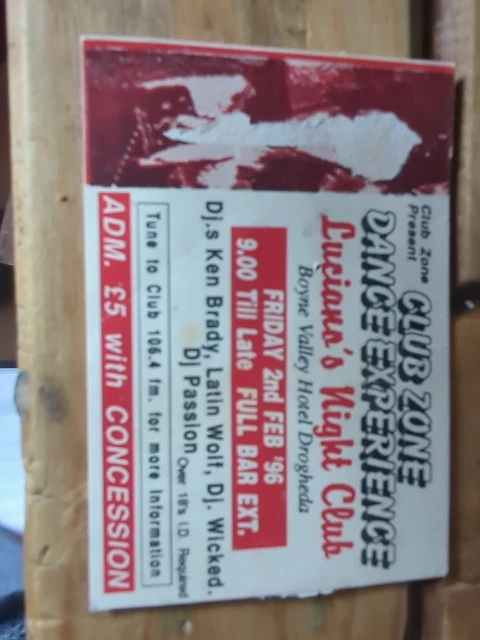 Club Zone Present CLUB ZONE
DANCE EXPERIENCE
Luciano's Night Club
Boyne Valley Hotel Drogheda
FRIDAY 2nd FEB '96
9.00 Till Late FULL BAR EXT.
Dj.s Ken Brady, Latin Wolf, Dj. Wicked.
Dj Passion Over 18's I.D. Required
Tune to Club 106.4 fm. for more Information
ADM. £5 with CONCESSION